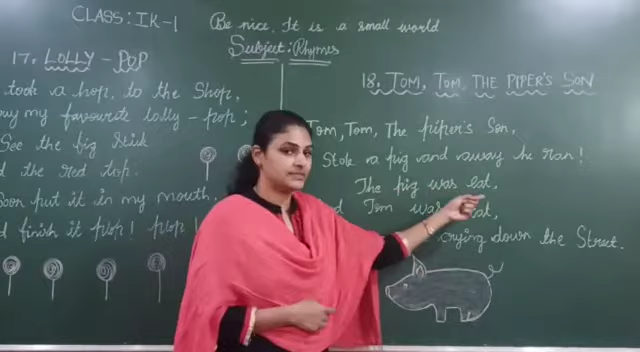 CLASS: IK-1
Be nice. It is a small world
Subject: Rhymes
17. LOLLY-POP
took a hop, to the Shop,
my favourite lolly-pop;
See the big Stick
the red top.
Soon put it in my mouth.
finish it plop! plop!
18. TOM, TOM, THE PIPER'S SON
Tom, Tom, The piper's Son,
Stole a pig and away he ran!
The pig was eat,
Tom was
crying down the Street.